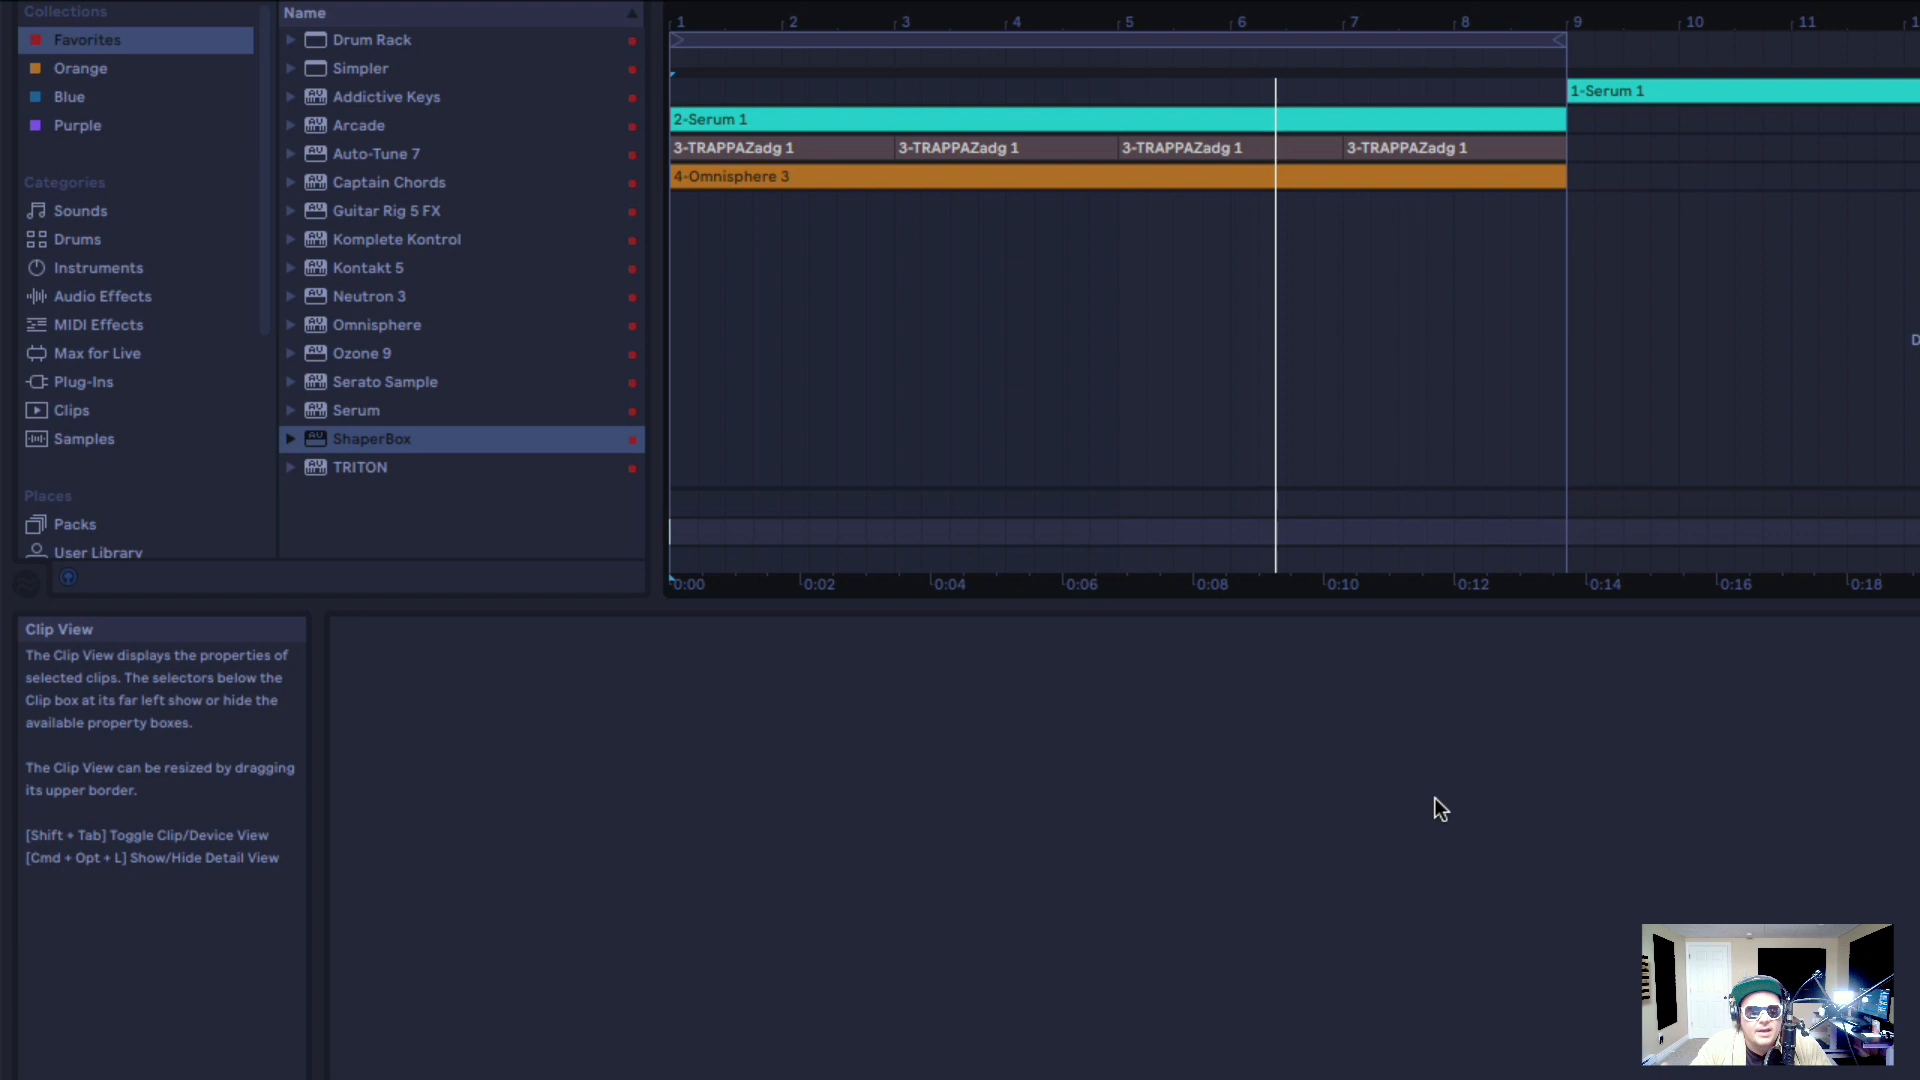 Collections
Favorites
Orange
Blue
Purple
Categories
Sounds
Drums
Instruments
Audio Effects
MIDI Effects
Max for Live
Plug-Ins
Clips
Samples
Places
Packs
User Library
Name
Drum Rack
Simpler
Addictive Keys
Arcade
Auto-Tune 7
Captain Chords
Guitar Rig 5 FX
Komplete Kontrol
Kontakt 5
Neutron 3
Omnisphere
Ozone 9
Serato Sample
Serum
ShaperBox
TRITON
1 2 3 4 5 6 7 8 9 10 11
1-Serum 1
2-Serum 1
3-TRAPPAZadg 1 3-TRAPPAZadg 1 3-TRAPPAZadg 1 3-TRAPPAZadg 1
4-Omnisphere 3
D
0:00 0:02 0:04 0:06 0:08 0:10 0:12 0:14 0:16 0:18
Clip View
The Clip View displays the properties of
selected clips. The selectors below the
Clip box at its far left show or hide the
available property boxes.
The Clip View can be resized by dragging
its upper border.
[Shift + Tab] Toggle Clip/Device View
[Cmd + Opt + L] Show/Hide Detail View